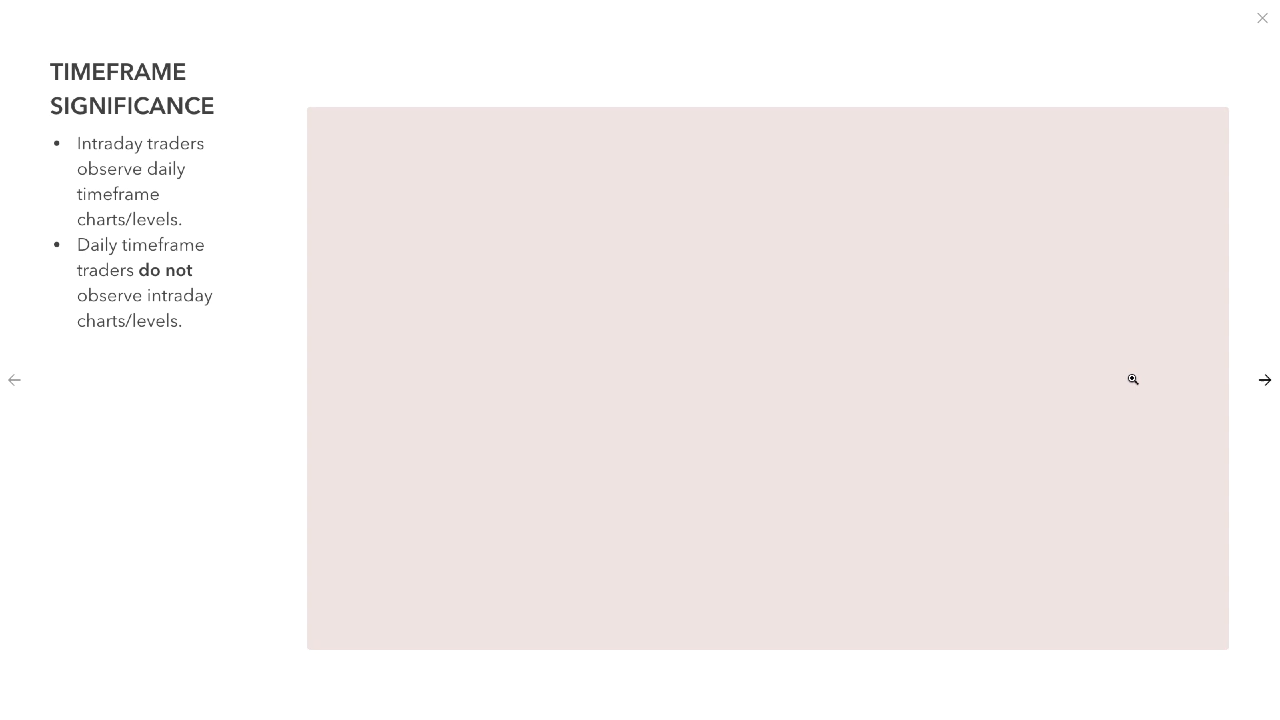 TIMEFRAME
SIGNIFICANCE
• Intraday traders
observe daily
timeframe
charts/levels.
• Daily timeframe
traders do not
observe intraday
charts/levels.